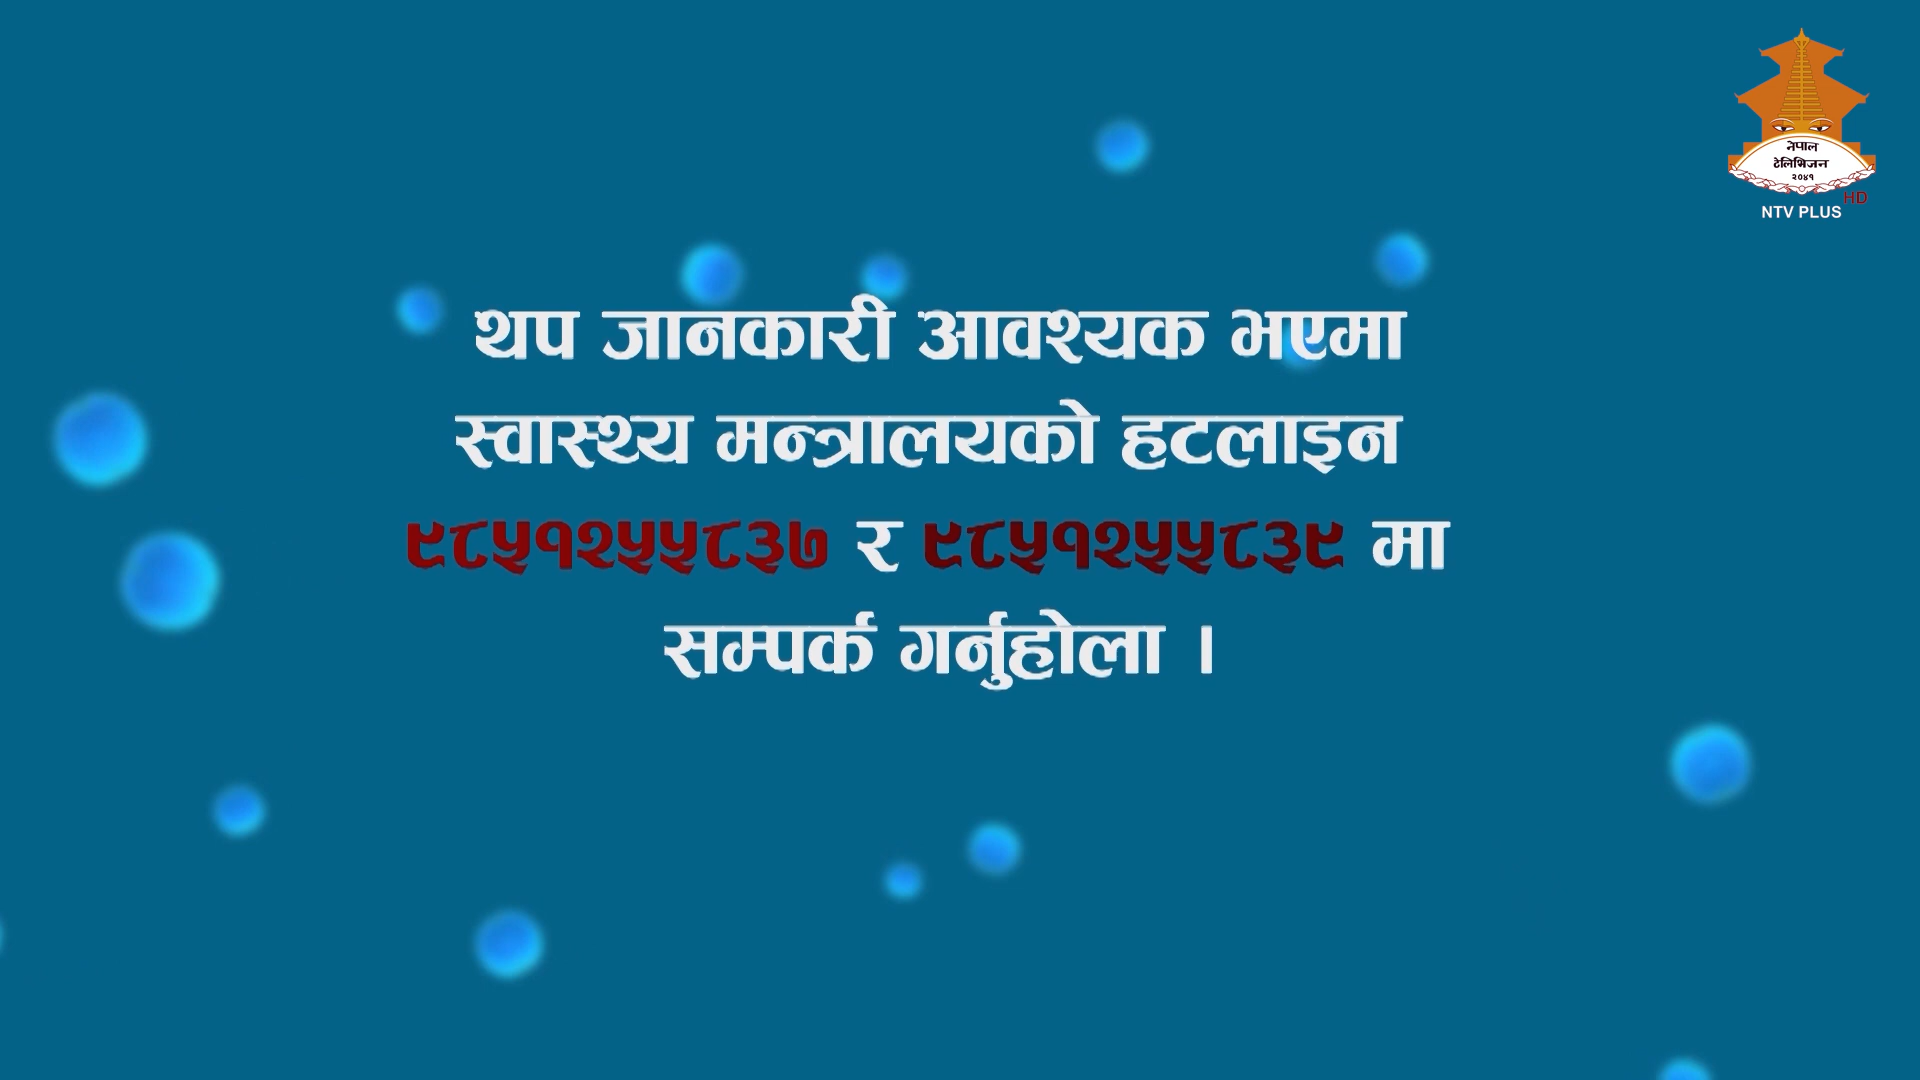 नेपाल
टेलिभिजन
२०४१
HD
NTV PLUS
थप जानकारी आवश्यक भएमा
स्वास्थ्य मन्त्रालयको हटलाइन
९८५१२५५८३७ र ९८५१२५५८३९ मा
सम्पर्क गर्नुहोला ।